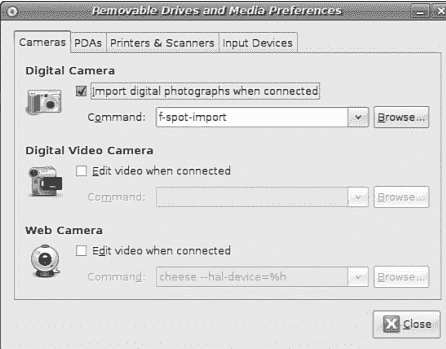 Removable Drives and Media Preferences
Cameras PDAs Printers & Scanners Input Devices
Digital Camera
Import digital photographs when connected
Command: f-spot-import Browse...
Digital Video Camera
Edit video when connected
Command: Browse...
Web Camera
Edit video when connected
Command: cheese --hal-device=%h Browse...
Close